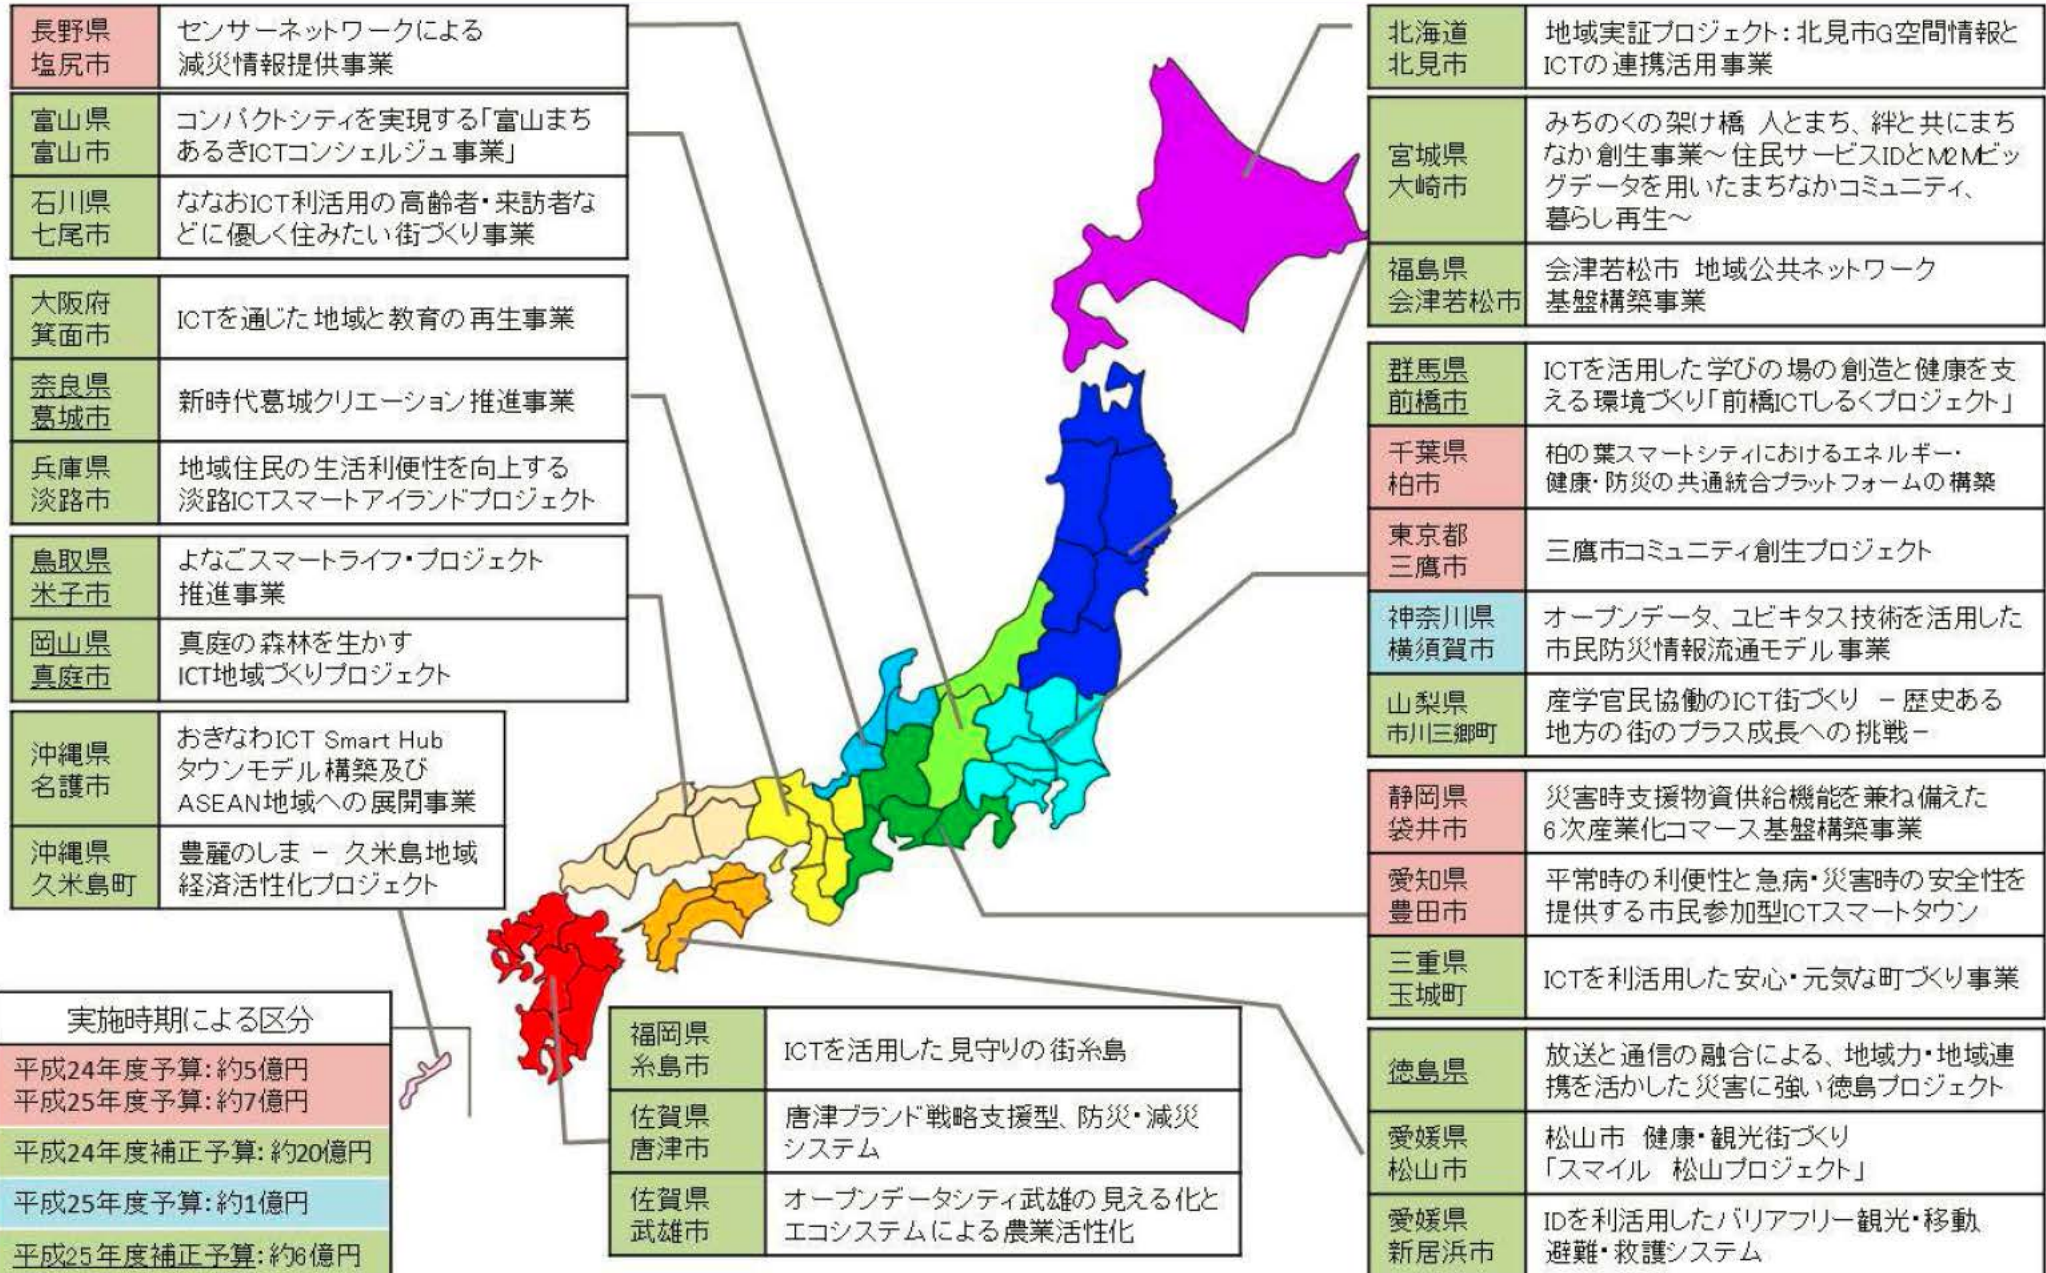 長野県
塩尻市
センサーネットワークによる
減災情報提供事業
富山県
富山市
コンパクトシティを実現する「富山まち
あるきICTコンシェルジュ事業」
石川県
七尾市
ななおICT利活用の高齢者・来訪者な
どに優しく住みたい街づくり事業
大阪府
箕面市
ICTを通じた地域と教育の再生事業
奈良県
葛城市
新時代葛城クリエーション推進事業
兵庫県
淡路市
地域住民の生活利便性を向上する
淡路ICTスマートアイランドプロジェクト
鳥取県
米子市
よなごスマートライフ・プロジェクト
推進事業
岡山県
真庭市
真庭の森林を生かす
ICT地域づくりプロジェクト
沖縄県
名護市
おきなわICT Smart Hub
タウンモデル構築及び
ASEAN地域への展開事業
沖縄県
久米島町
豊麗のしま － 久米島地域
経済活性化プロジェクト
実施時期による区分
平成24年度予算：約5億円
平成25年度予算：約7億円
平成24年度補正予算：約20億円
平成25年度予算：約1億円
平成25年度補正予算：約6億円
福岡県
糸島市
ICTを活用した見守りの街糸島
佐賀県
唐津市
唐津ブランド戦略支援型、防災・減災
システム
佐賀県
武雄市
オープンデータシティ武雄の見える化と
エコシステムによる農業活性化
北海道
北見市
地域実証プロジェクト：北見市G空間情報と
ICTの連携活用事業
宮城県
大崎市
みちのくの架け橋 人とまち、絆と共にまち
なか創生事業～住民サービスIDとM2Mビッ
グデータを用いたまちなかコミュニティ、
暮らし再生～
福島県
会津若松市
会津若松市 地域公共ネットワーク
基盤構築事業
群馬県
前橋市
ICTを活用した学びの場の創造と健康を支
える環境づくり「前橋ICTしるくプロジェクト」
千葉県
柏市
柏の葉スマートシティにおけるエネルギー・
健康・防災の共通統合プラットフォームの構築
東京都
三鷹市
三鷹市コミュニティ創生プロジェクト
神奈川県
横須賀市
オープンデータ、ユビキタス技術を活用した
市民防災情報流通モデル事業
山梨県
市川三郷町
産学官民協働のICT街づくり －歴史ある
地方の街のプラス成長への挑戦－
静岡県
袋井市
災害時支援物資供給機能を兼ね備えた
6次産業化コマース基盤構築事業
愛知県
豊田市
平常時の利便性と急病・災害時の安全性を
提供する市民参加型ICTスマートタウン
三重県
玉城町
ICTを利活用した安心・元気な町づくり事業
徳島県
放送と通信の融合による、地域力・地域連
携を活かした災害に強い徳島プロジェクト
愛媛県
松山市
松山市 健康・観光街づくり
「スマイル 松山プロジェクト」
愛媛県
新居浜市
IDを利活用したバリアフリー観光・移動、
避難・救護システム